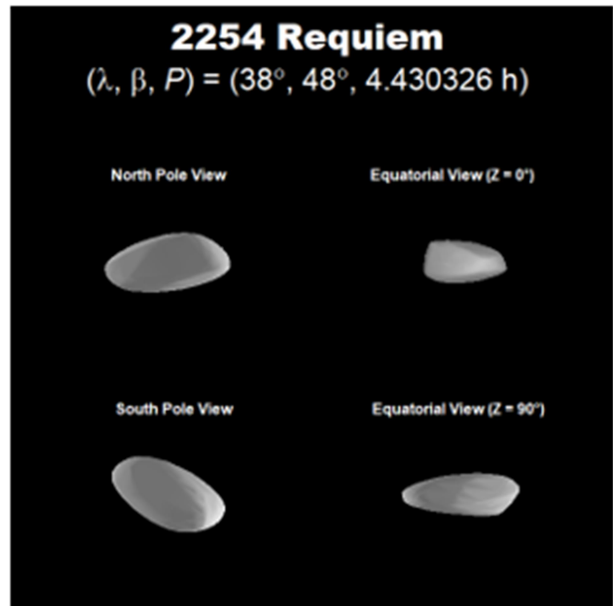 2254 Requiem
(λ, β, P) = (38°, 48°, 4.430326 h)
North Pole View
Equatorial View (Z = 0°)
South Pole View
Equatorial View (Z = 90°)